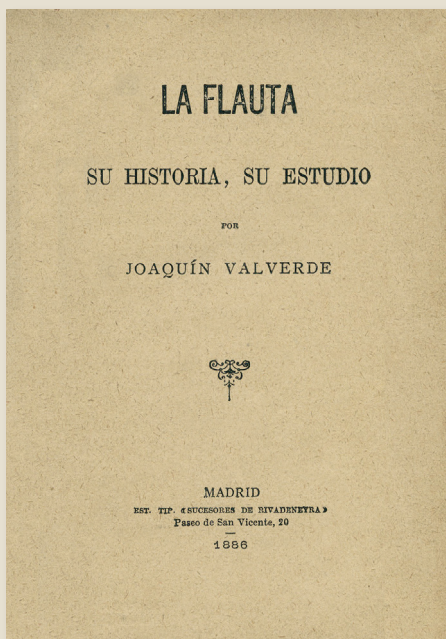 LA FLAUTA
SU HISTORIA, SU ESTUDIO
POR
JOAQUÍN VALVERDE
MADRID
EST. TIP. «SUCESORES DE RIVADENEYRA»
Paseo de San Vicente, 20
1886